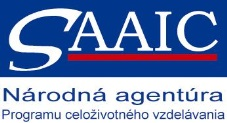 SAAIC
Národná agentúra
Programu celoživotného vzdelávania